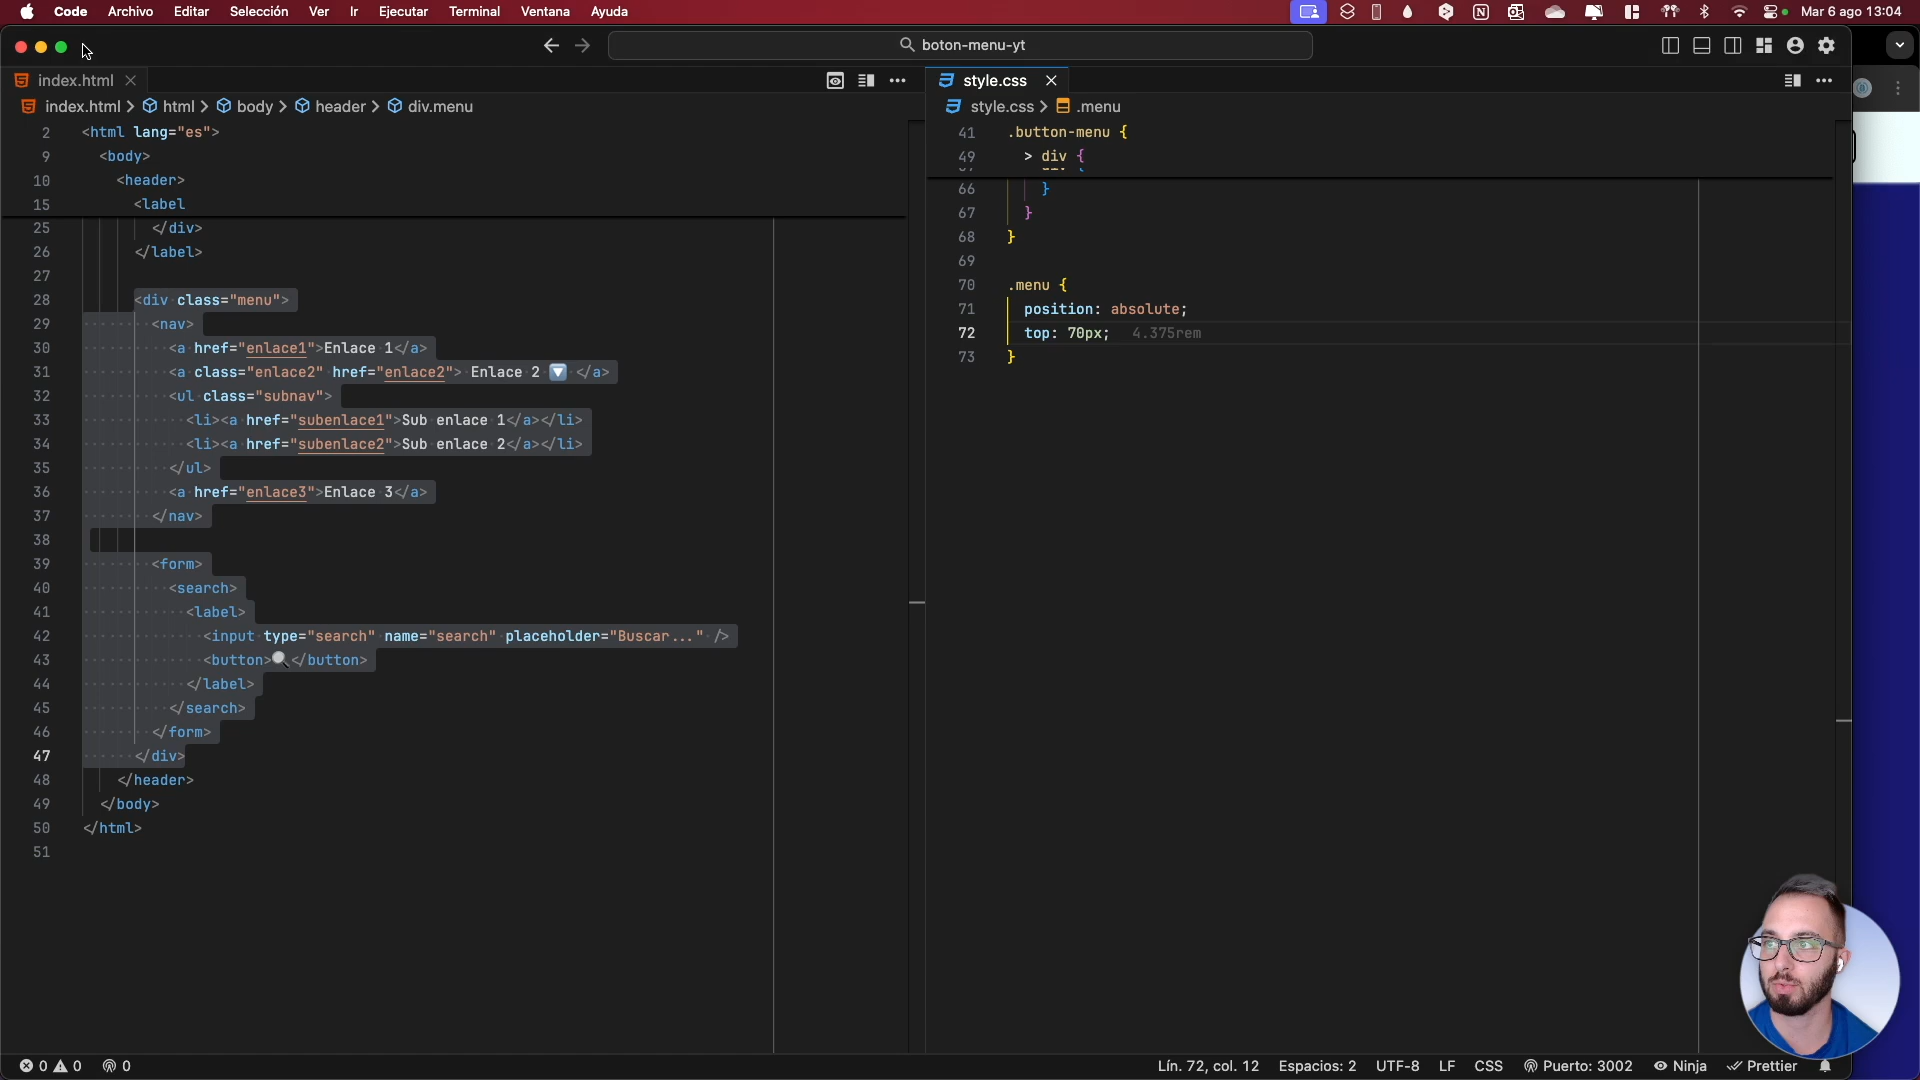 Code Archivo Editar Selección Ver Ir Ejecutar Terminal Ventana Ayuda Mar 6 ago 13:04
boton-menu-yt
index.html
index.html > html > body > header > div.menu
2 <html lang="es">
9 <body>
10 <header>
15 <label
25 </div>
26 </label>
27
28 <div class="menu">
29 <nav>
30 <a href="enlace1">Enlace 1</a>
31 <a class="enlace2" href="enlace2"> Enlace 2 🔽 </a>
32 <ul class="subnav">
33 <li><a href="subenlace1">Sub enlace 1</a></li>
34 <li><a href="subenlace2">Sub enlace 2</a></li>
35 </ul>
36 <a href="enlace3">Enlace 3</a>
37 </nav>
38
39 <form>
40 <search>
41 <label>
42 <input type="search" name="search" placeholder="Buscar..." />
43 <button>🔍</button>
44 </label>
45 </search>
46 </form>
47 </div>
48 </header>
49 </body>
50 </html>
51
style.css
style.css > .menu
41 .button-menu {
49 > div {
66 }
67 }
68 }
69
70 .menu {
71 position: absolute;
72 top: 70px; 4.375rem
73 }
0 0 0 Lín. 72, col. 12 Espacios: 2 UTF-8 LF CSS Puerto: 3002 Ninja Prettier